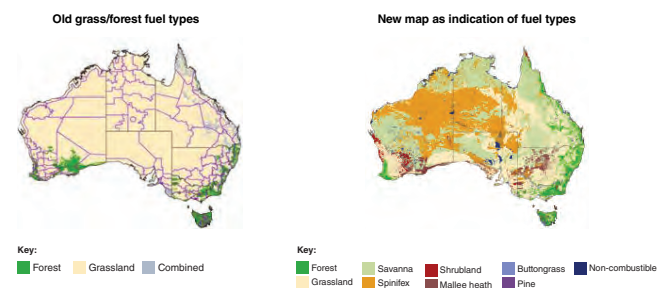 Old grass/forest fuel types
New map as indication of fuel types
Key:
Forest Grassland Combined
Key:
Forest Savanna Shrubland Buttongrass Non-combustible
Grassland Spinifex Mallee heath Pine